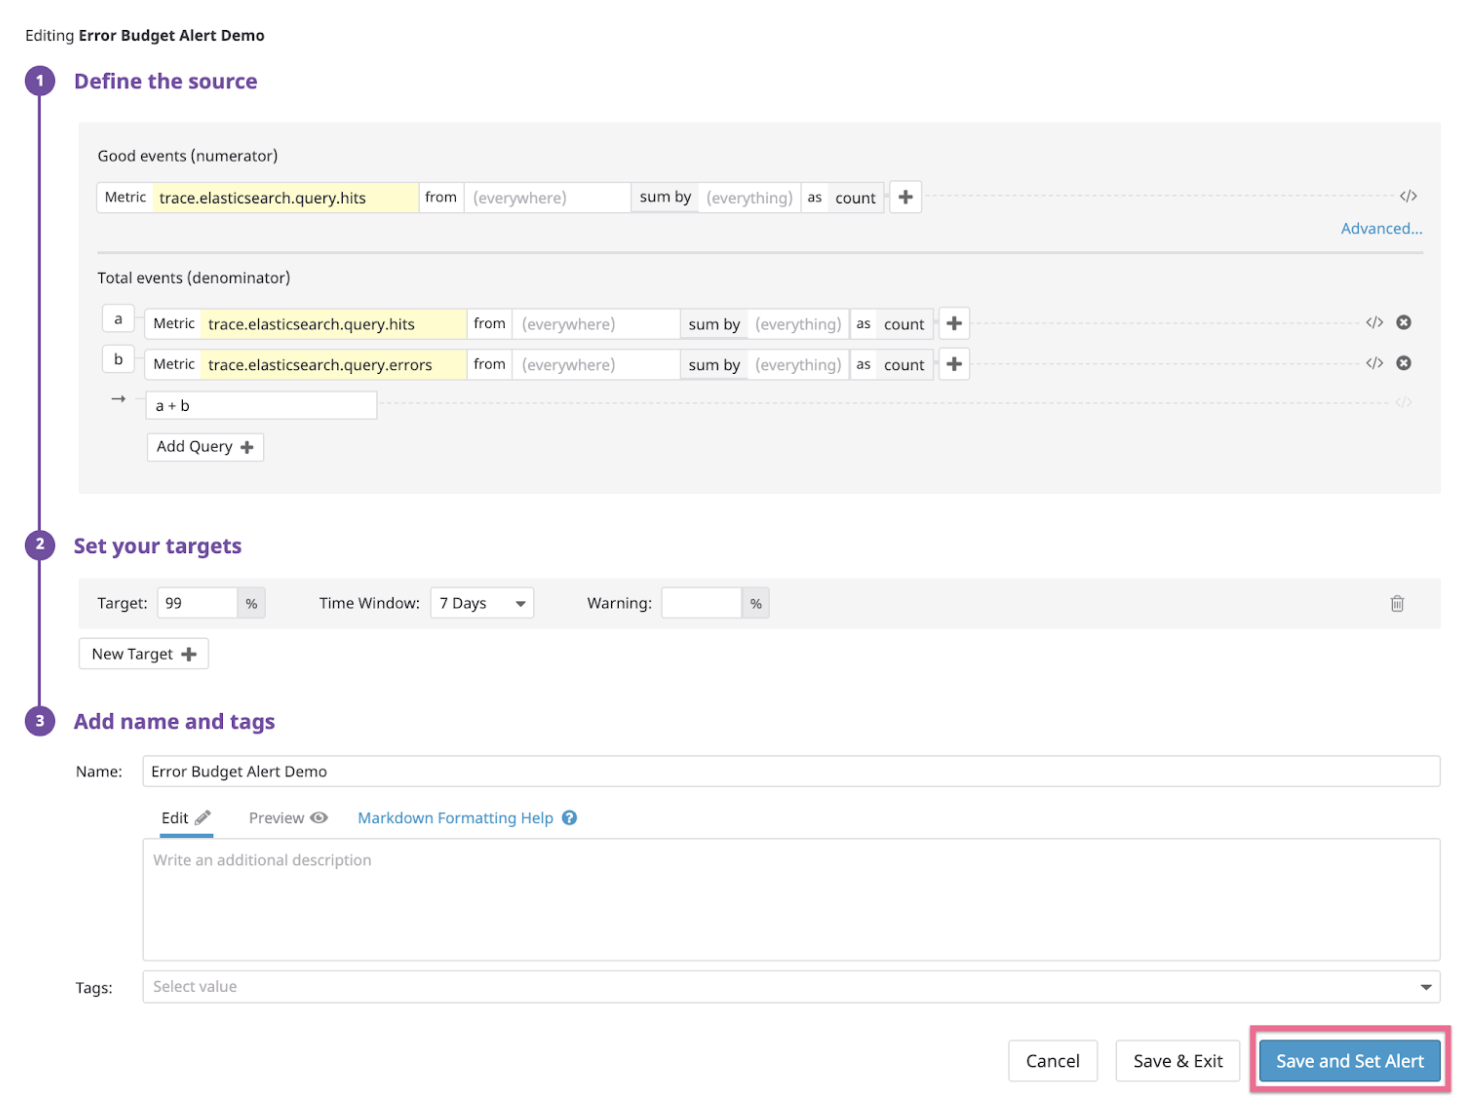 Editing Error Budget Alert Demo
1 Define the source
Good events (numerator)
Metric trace.elasticsearch.query.hits from (everywhere) sum by (everything) as count + </>
Advanced...
Total events (denominator)
a Metric trace.elasticsearch.query.hits from (everywhere) sum by (everything) as count + </>
b Metric trace.elasticsearch.query.errors from (everywhere) sum by (everything) as count + </>
→ a + b </>
Add Query +
2 Set your targets
Target: 99 % Time Window: 7 Days Warning: %
New Target +
3 Add name and tags
Name: Error Budget Alert Demo
Edit Preview Markdown Formatting Help ?
Write an additional description
Tags: Select value
Cancel Save & Exit Save and Set Alert